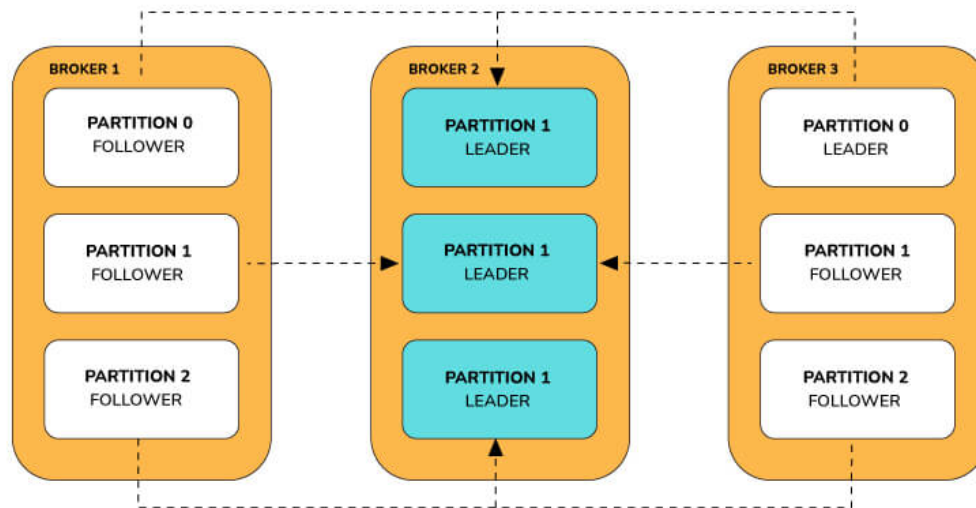 BROKER 1
PARTITION 0
FOLLOWER
PARTITION 1
FOLLOWER
PARTITION 2
FOLLOWER
BROKER 2
PARTITION 1
LEADER
PARTITION 1
LEADER
PARTITION 1
LEADER
BROKER 3
PARTITION 0
LEADER
PARTITION 1
FOLLOWER
PARTITION 2
FOLLOWER